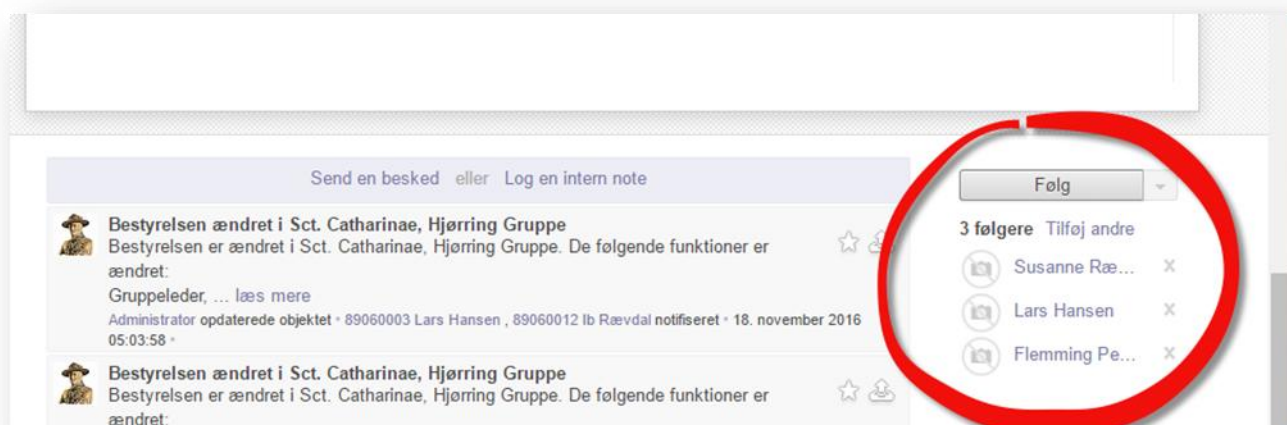 Send en besked eller Log en intern note
Bestyrelsen ændret i Sct. Catharinae, Hjørring Gruppe
Bestyrelsen er ændret i Sct. Catharinae, Hjørring Gruppe. De følgende funktioner er
ændret:
Gruppeleder, ... læs mere
Administrator opdaterede objektet • 89060003 Lars Hansen , 89060012 Ib Rævdal notifiseret • 18. november 2016
05:03:58 •
Bestyrelsen ændret i Sct. Catharinae, Hjørring Gruppe
Bestyrelsen er ændret i Sct. Catharinae, Hjørring Gruppe. De følgende funktioner er
ændret:
Følg
3 følgere Tilføj andre
Susanne Ræ... x
Lars Hansen x
Flemming Pe... x